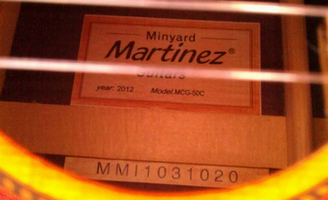 Minyard
Martinez®
Guitars
year: 2012 Model.MCG-50C
MMI1031020